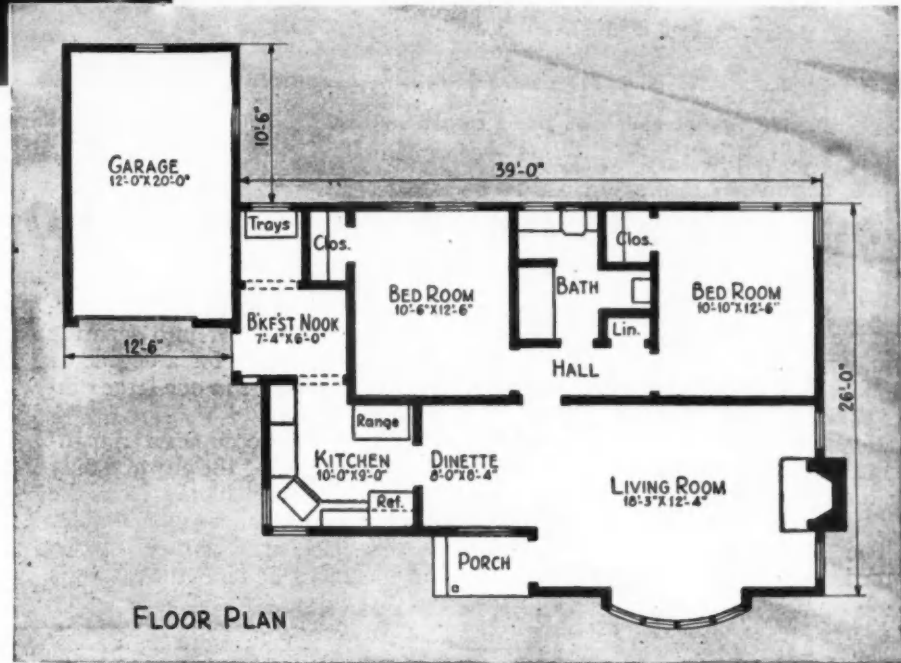 GARAGE
12'-0"X20'-0"
10'-6"
39'-0"
Trays
Clos.
BED ROOM
10'-6"X12'-6"
BATH
Clos.
BED ROOM
10'-10"X12'-6"
Lin.
B'KF'ST NOOK
7'-4"X6'-0"
12'-6"
HALL
26'-0"
Range
KITCHEN
10'-0"X9'-0"
DINETTE
8'-0"X8'-4"
Ref.
LIVING ROOM
18'-3"X12'-4"
PORCH
FLOOR PLAN